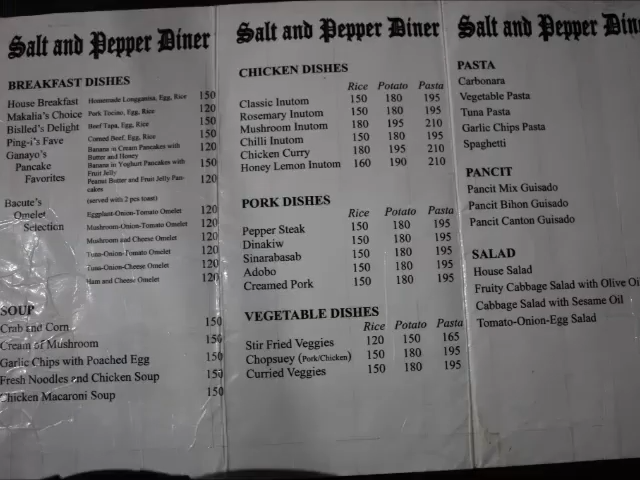 Salt and Pepper Diner
BREAKFAST DISHES
House Breakfast Homemade Longganisa, Egg, Rice 150
Makalia's Choice Pork Tocino, Egg, Rice 120
Bislled's Delight Beef Tapa, Egg, Rice 150
Ping-i's Fave Corned Beef, Egg, Rice 150
Ganayo's Banana in Cream Pancakes with 120
Butter and Honey
Pancake Banana in Yoghurt Pancakes with 150
Fruit Jelly
Favorites Peanut Butter and Fruit Jelly Pan- 120
cakes
Bacute's (served with 2 pcs toast)
Omelet Eggplant-Onion-Tomato Omelet 120
Selection Mushroom-Onion-Tomato Omelet 120
Mushroom and Cheese Omelet 120
Tuna-Onion-Tomato Omelet 120
Tuna-Onion-Cheese Omelet 120
Ham and Cheese Omelet 120
SOUP
Crab and Corn 150
Cream of Mushroom 150
Garlic Chips with Poached Egg 150
Fresh Noodles and Chicken Soup 150
Chicken Macaroni Soup 150
Salt and Pepper Diner
CHICKEN DISHES
Rice Potato Pasta
Classic Inutom 150 180 195
Rosemary Inutom 150 180 195
Mushroom Inutom 180 195 210
Chilli Inutom 150 180 195
Chicken Curry 180 195 210
Honey Lemon Inutom 160 190 210
PORK DISHES
Rice Potato Pasta
Pepper Steak 150 180 195
Dinakiw 150 180 195
Sinarabasab 150 180 195
Adobo 150 180 195
Creamed Pork 150 180 195
VEGETABLE DISHES
Rice Potato Pasta
Stir Fried Veggies 120 150 165
Chopsuey (Pork/Chicken) 150 180 195
Curried Veggies 150 180 195
Salt and Pepper Din
PASTA
Carbonara
Vegetable Pasta
Tuna Pasta
Garlic Chips Pasta
Spaghetti
PANCIT
Pancit Mix Guisado
Pancit Bihon Guisado
Pancit Canton Guisado
SALAD
House Salad
Fruity Cabbage Salad with Olive Oi
Cabbage Salad with Sesame Oil
Tomato-Onion-Egg Salad